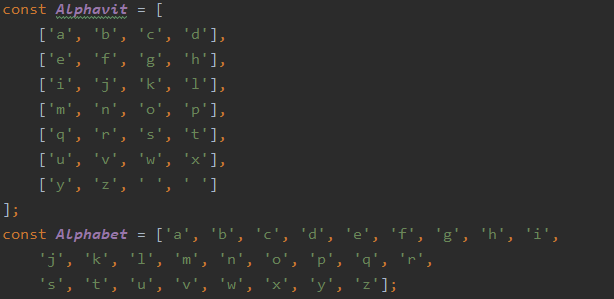 const Alphavit = [
['a', 'b', 'c', 'd'],
['e', 'f', 'g', 'h'],
['i', 'j', 'k', 'l'],
['m', 'n', 'o', 'p'],
['q', 'r', 's', 't'],
['u', 'v', 'w', 'x'],
['y', 'z', ' ', ' ']
];
const Alphabet = ['a', 'b', 'c', 'd', 'e', 'f', 'g', 'h', 'i',
'j', 'k', 'l', 'm', 'n', 'o', 'p', 'q', 'r',
's', 't', 'u', 'v', 'w', 'x', 'y', 'z'];